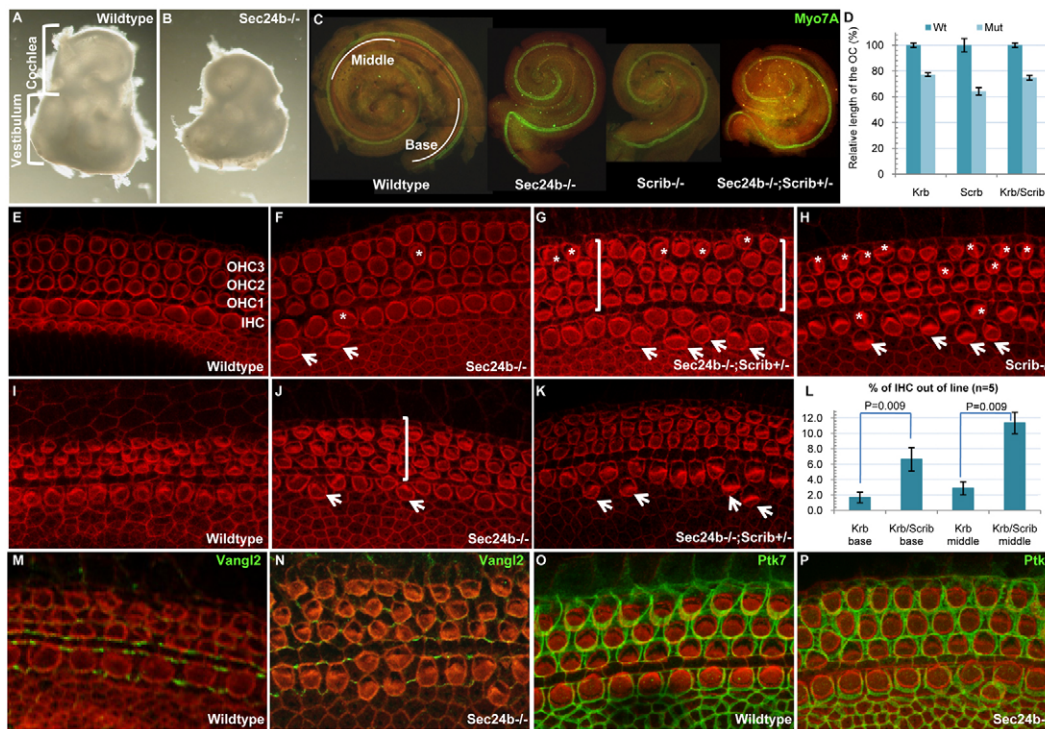 A
Wildtype
Cochlea
Vestibulum
B
Sec24b-/-
C
Myo7A
Middle
Base
Wildtype
Sec24b-/-
Scrib-/-
Sec24b-/-;Scrib+/-
D
Wt
Mut
Relative length of the OC (%)
120
100
80
60
40
20
0
Krb
Scrb
Krb/Scrib
E
OHC3
OHC2
OHC1
IHC
Wildtype
F
*
*
Sec24b-/-
G
* * * * *
Sec24b-/-;Scrib+/-
H
* * * * * * * * * * * *
Scrib-/
I
Wildtype
J
Sec24b-/-
K
Sec24b-/-;Scrib+/-
L
% of IHC out of line (n=5)
P=0.009
P=0.009
12.0
10.0
8.0
6.0
4.0
2.0
0.0
Krb base
Krb/Scrib base
Krb middle
Krb/Scrib middle
M
Vangl2
Wildtype
N
Vangl2
Sec24b-/-
O
Ptk7
Wildtype
P
Ptk
Sec24b-